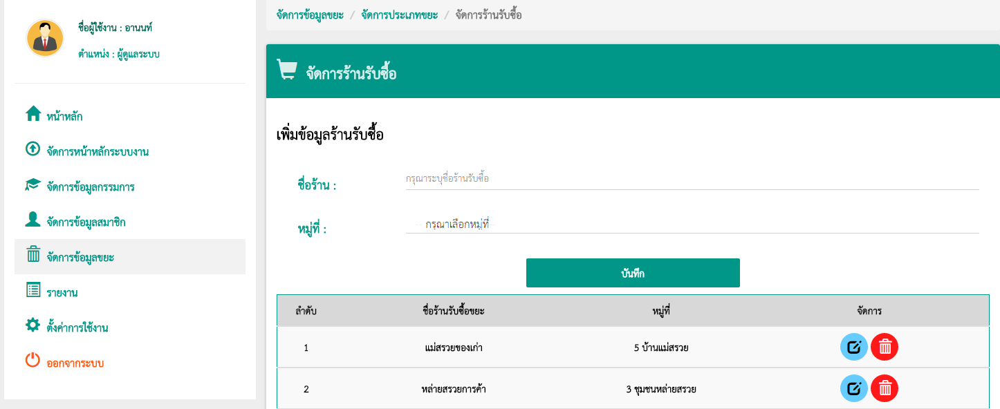 ชื่อผู้ใช้งาน : อานนท์
ตำแหน่ง : ผู้ดูแลระบบ
หน้าหลัก
จัดการหน้าหลักระบบงาน
จัดการข้อมูลกรรมการ
จัดการข้อมูลสมาชิก
จัดการข้อมูลขยะ
รายงาน
ตั้งค่าการใช้งาน
ออกจากระบบ
จัดการข้อมูลขยะ / จัดการประเภทขยะ / จัดการร้านรับซื้อ
จัดการร้านรับซื้อ
เพิ่มข้อมูลร้านรับซื้อ
ชื่อร้าน : กรุณาระบุชื่อร้านรับซื้อ
หมู่ที่ : --- กรุณาเลือกหมู่ที่ ---
บันทึก
ลำดับ ชื่อร้านรับซื้อขยะ หมู่ที่ จัดการ
1 แม่สรวยของเก่า 5 บ้านแม่สรวย
2 หล่ายสรวยการค้า 3 ชุมชนหล่ายสรวย